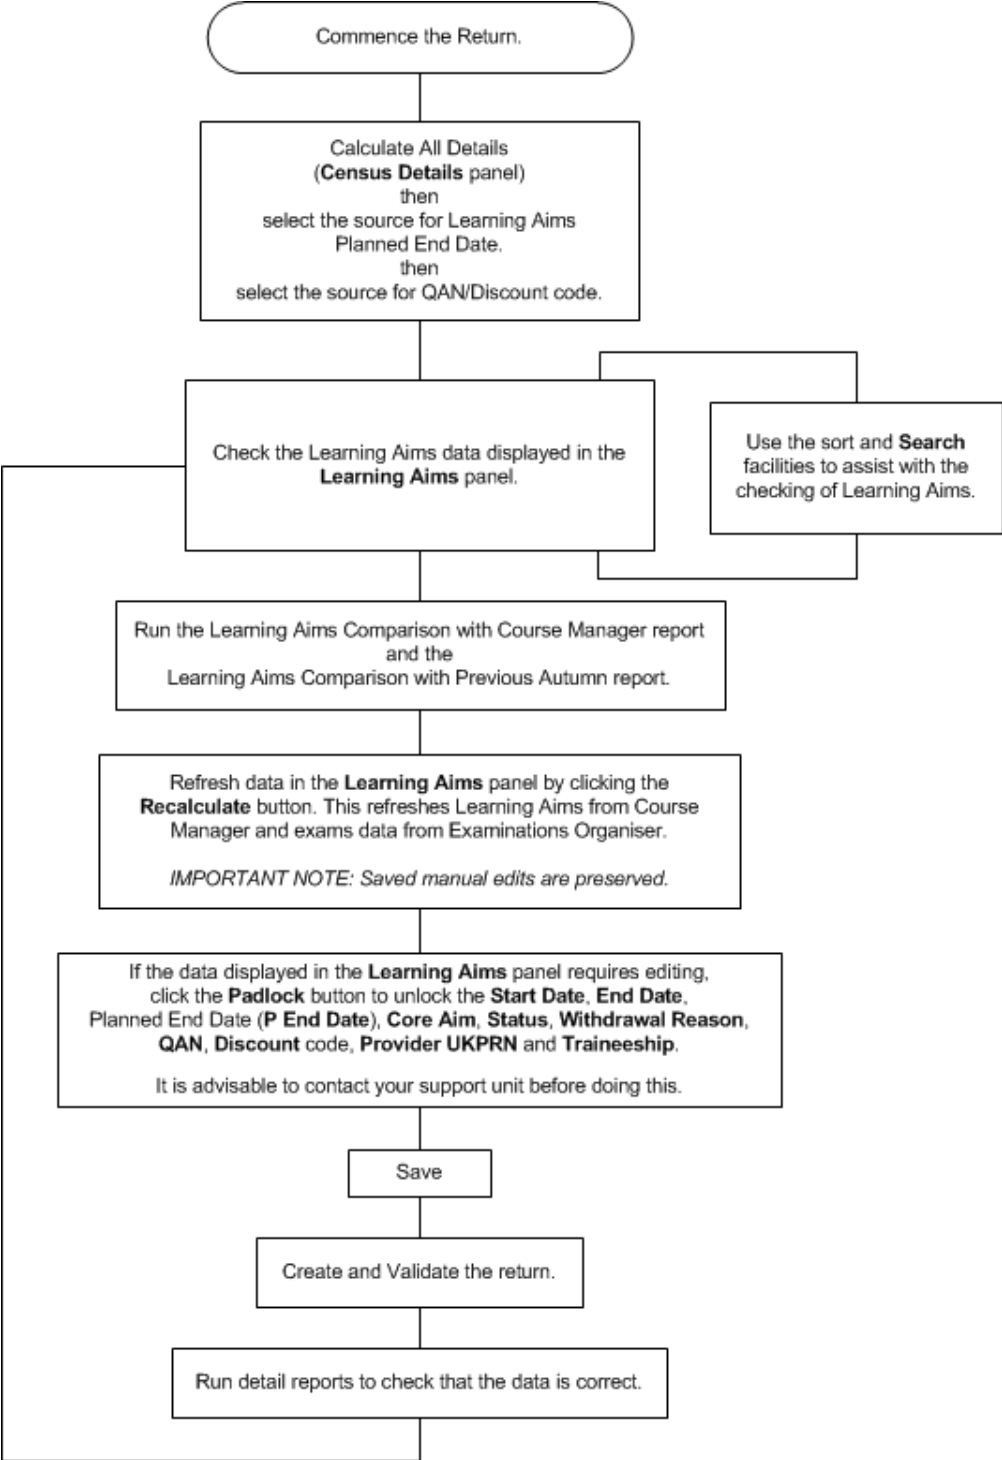 Commence the Return.
Calculate All Details
(Census Details panel)
then
select the source for Learning Aims
Planned End Date.
then
select the source for QAN/Discount code.
Check the Learning Aims data displayed in the
Learning Aims panel.
Use the sort and Search
facilities to assist with the
checking of Learning Aims.
Run the Learning Aims Comparison with Course Manager report
and the
Learning Aims Comparison with Previous Autumn report.
Refresh data in the Learning Aims panel by clicking the
Recalculate button. This refreshes Learning Aims from Course
Manager and exams data from Examinations Organiser.
IMPORTANT NOTE: Saved manual edits are preserved.
If the data displayed in the Learning Aims panel requires editing,
click the Padlock button to unlock the Start Date, End Date,
Planned End Date (P End Date), Core Aim, Status, Withdrawal Reason,
QAN, Discount code, Provider UKPRN and Traineeship.
It is advisable to contact your support unit before doing this.
Save
Create and Validate the return.
Run detail reports to check that the data is correct.